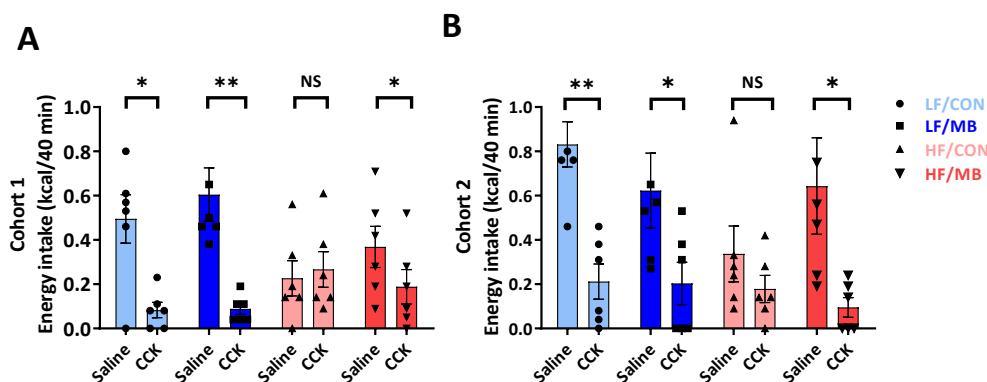 A
B
* ** NS *
** * NS *
Cohort 1
Energy intake (kcal/40 min)
1.0
0.8
0.6
0.4
0.2
0.0
Saline CCK Saline CCK Saline CCK Saline CCK
Cohort 2
Energy intake (kcal/40 min)
1.0
0.8
0.6
0.4
0.2
0.0
Saline CCK Saline CCK Saline CCK Saline CCK
LF/CON
LF/MB
HF/CON
HF/MB